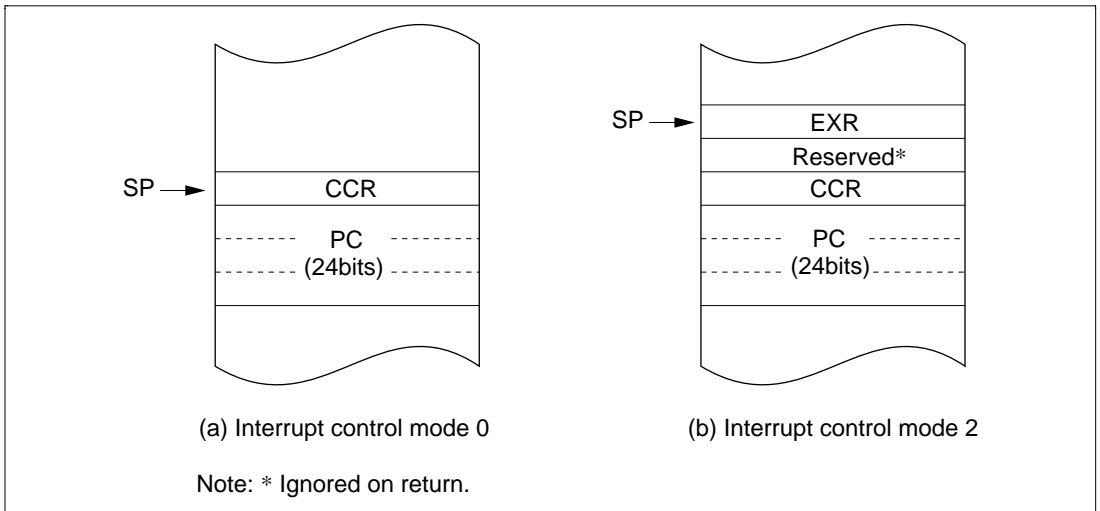 SP
CCR
PC
(24bits)
(a) Interrupt control mode 0
SP
EXR
Reserved*
CCR
PC
(24bits)
(b) Interrupt control mode 2
Note: * Ignored on return.